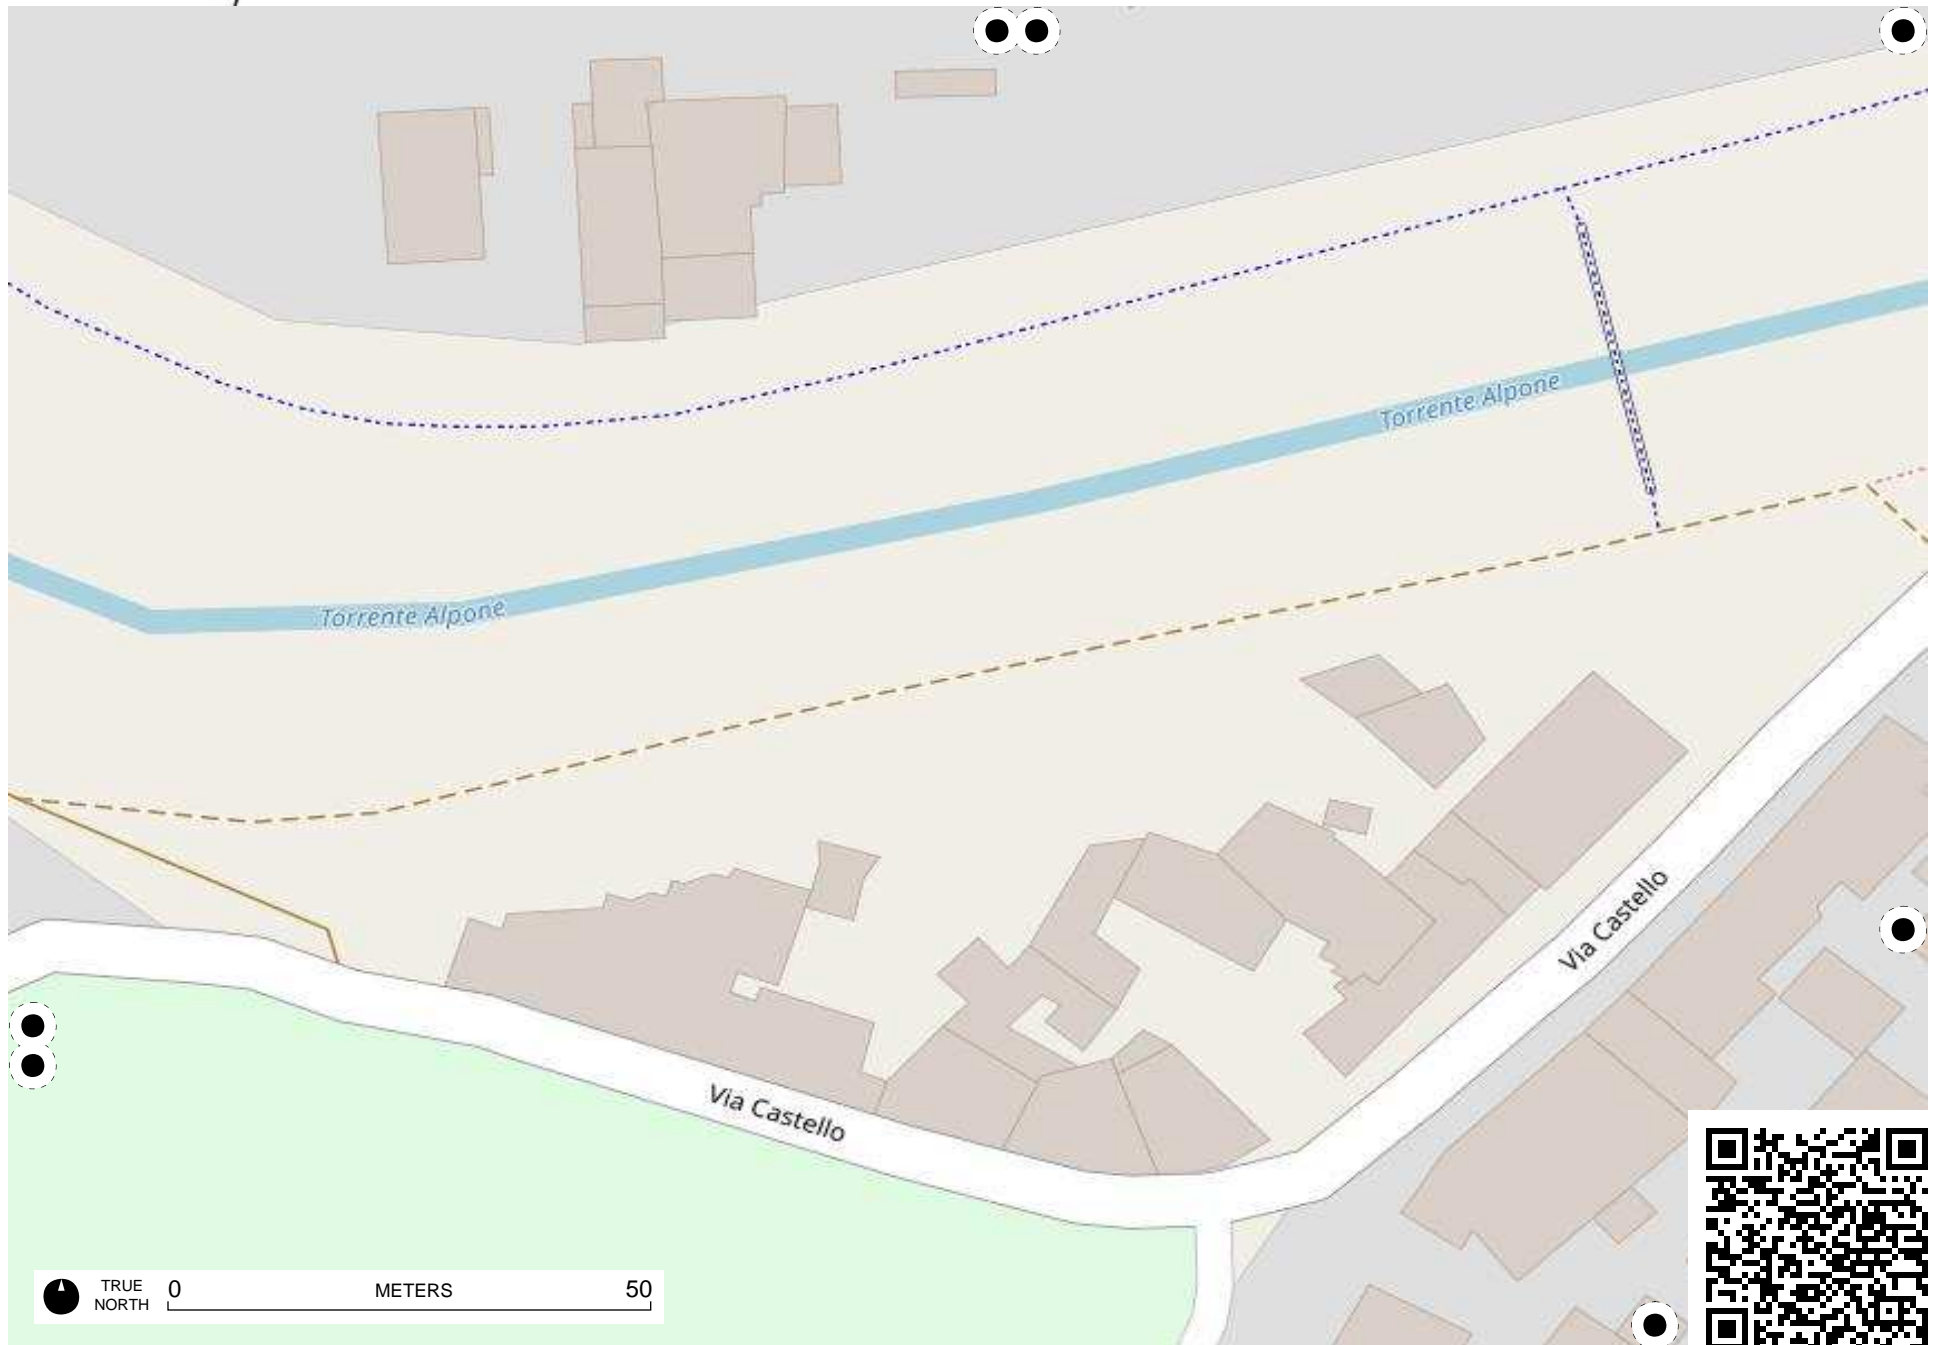 Torrente Alpone
Torrente Alpone
Via Castello
Via Castello
TRUE
NORTH
0 METERS 50